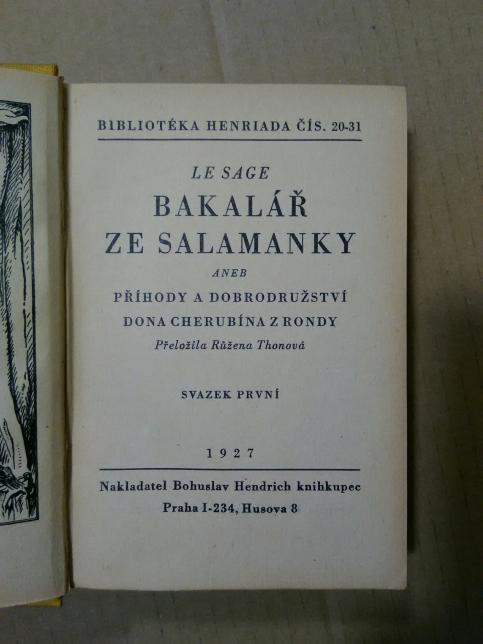 BIBLIOTÉKA HENRIADA ČÍS. 20-31
LE SAGE
BAKALÁŘ
ZE SALAMANKY
ANEB
PŘÍHODY A DOBRODRUŽSTVÍ
DONA CHERUBÍNA Z RONDY
Přeložila Růžena Thonová
SVAZEK PRVNÍ
1927
Nakladatel Bohuslav Hendrich knihkupec
Praha I-234, Husova 8